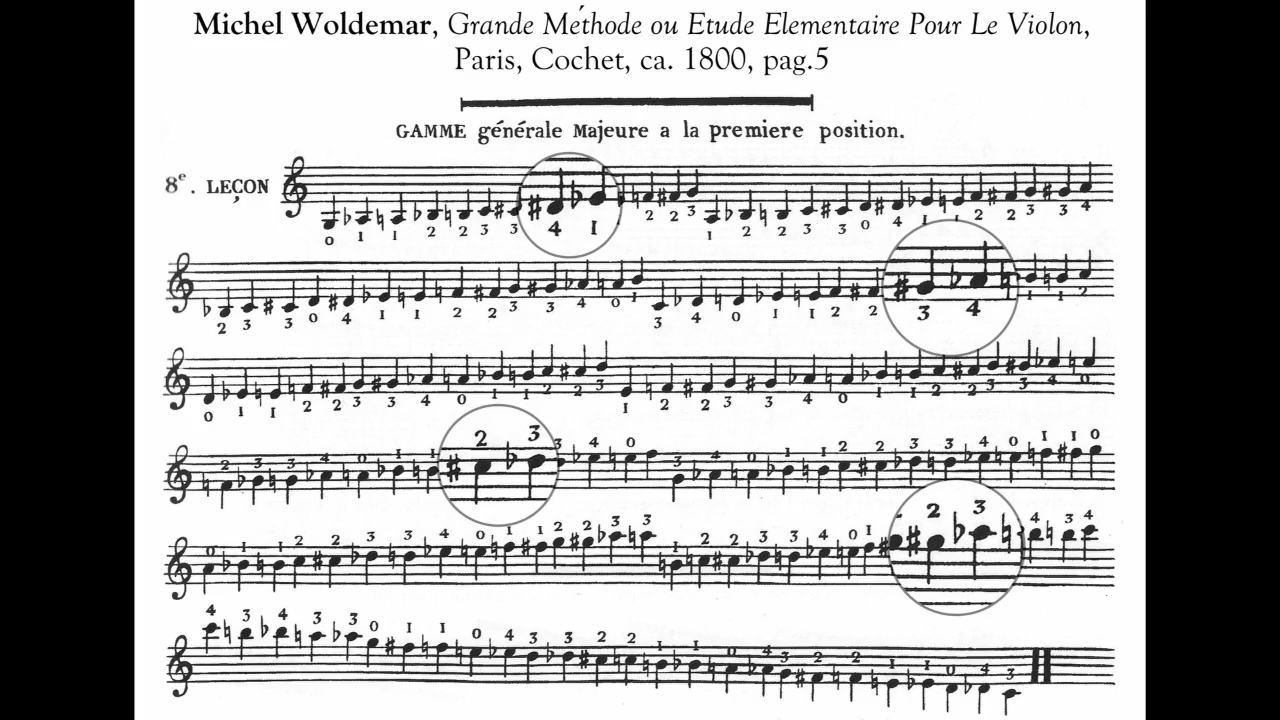 Michel Woldemar, Grande Méthode ou Etude Elementaire Pour Le Violon,
Paris, Cochet, ca. 1800, pag.5
GAMME générale Majeure a la premiere position.
8e. LEÇON